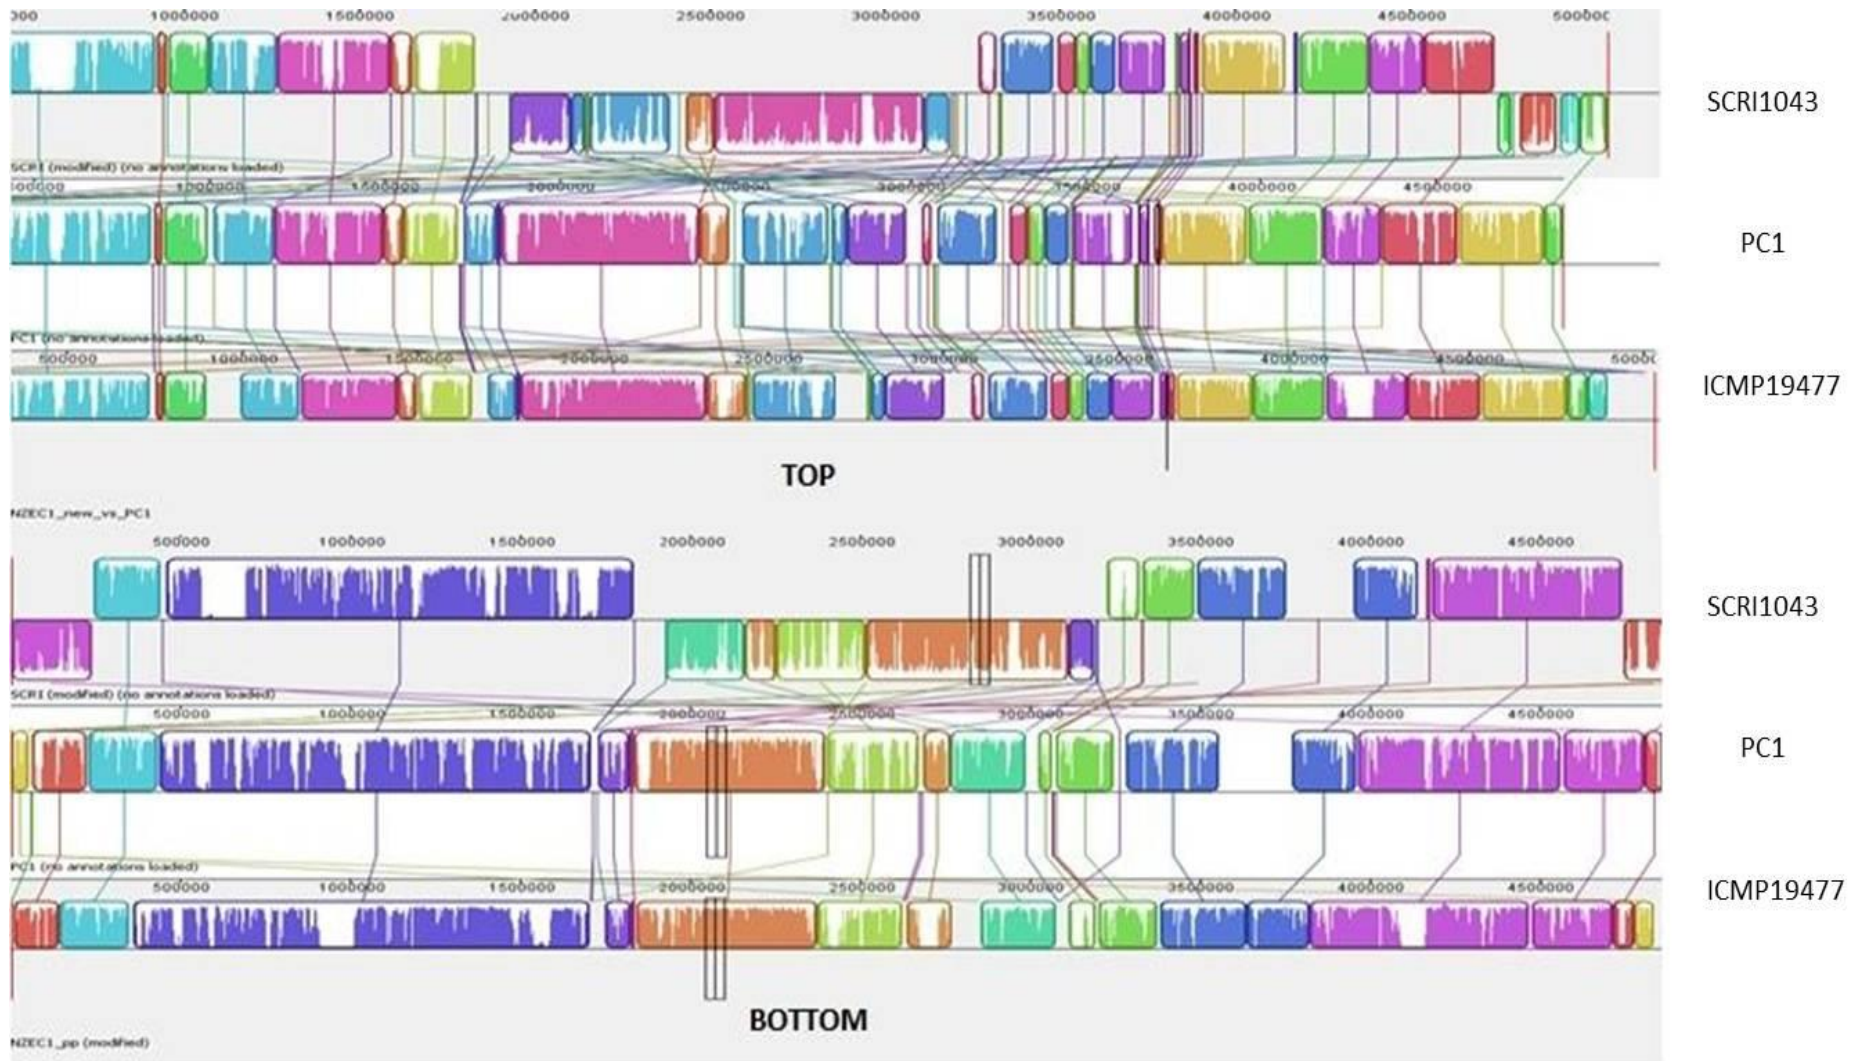 000 1000000 1500000 2000000 2500000 3000000 3500000 4000000 4500000 500000
SCRI1043
SCRI (modified) (no annotations loaded)
500000 1000000 1500000 2000000 2500000 3000000 3500000 4000000 4500000
PC1
PC1 (no annotations loaded)
500000 1000000 1500000 2000000 2500000 3000000 3500000 4000000 4500000 50000
ICMP19477
TOP
NZEC1_new_vs_PC1
500000 1000000 1500000 2000000 2500000 3000000 3500000 4000000 4500000
SCRI1043
SCRI (modified) (no annotations loaded)
500000 1000000 1500000 2000000 2500000 3000000 3500000 4000000 4500000
PC1
PC1 (no annotations loaded)
500000 1000000 1500000 2000000 2500000 3000000 3500000 4000000 4500000
ICMP19477
BOTTOM
NZEC1_pp (modified)